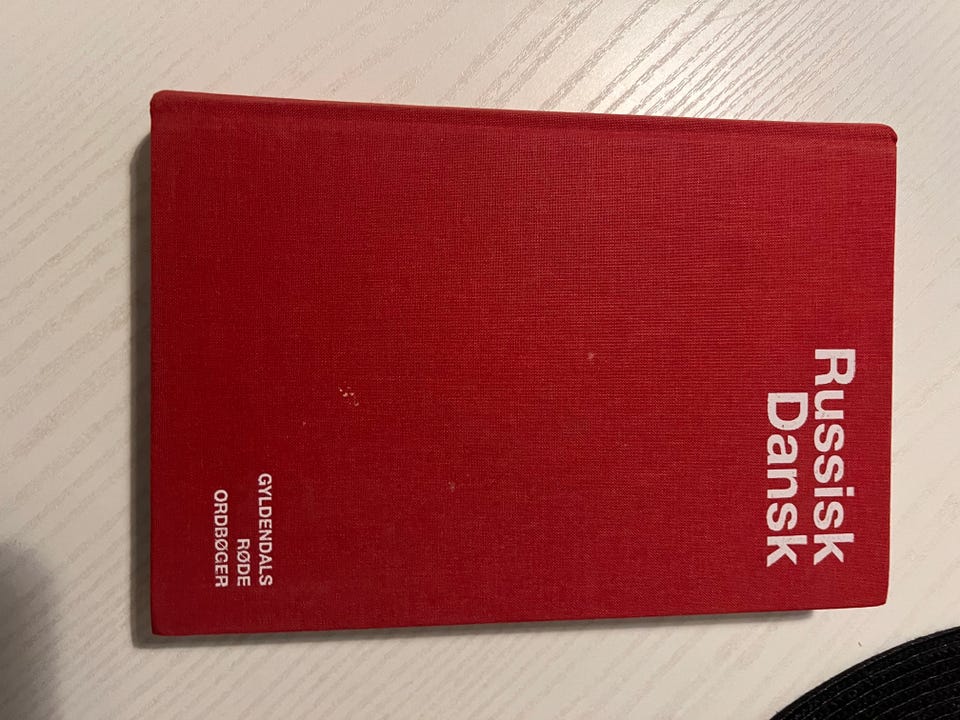 Russisk
Dansk
GYLDENDALS
RØDE
ORDBØGER